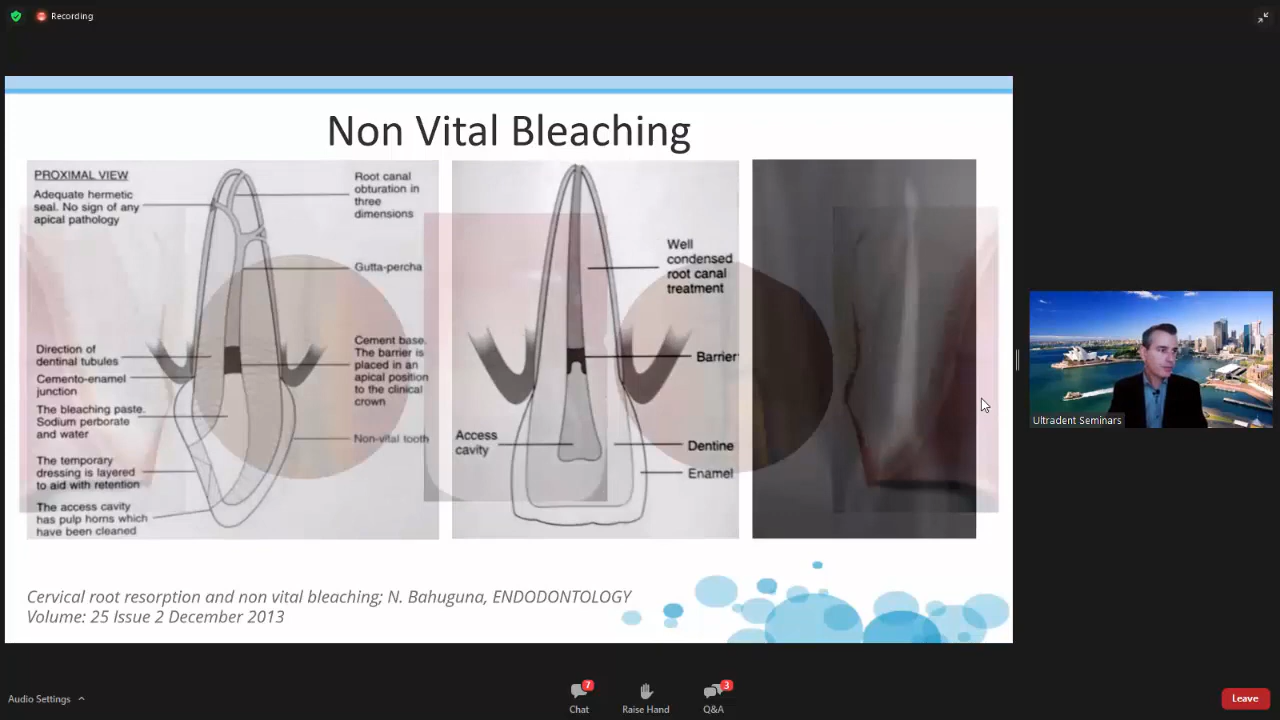 Recording
Non Vital Bleaching
PROXIMAL VIEW
Adequate hermetic
seal. No sign of any
apical pathology
Root canal
obturation in
three
dimensions
Gutta-percha
Direction of
dentinal tubules
Cemento-enamel
junction
The bleaching paste.
Sodium perborate
and water
The temporary
dressing is layered
to aid with retention
The access cavity
has pulp horns which
have been cleaned
Cement base.
The barrier is
placed in an
apical position
to the clinical
crown
Non-vital tooth
Well
condensed
root canal
treatment
Barrier
Access
cavity
Dentine
Enamel
Cervical root resorption and non vital bleaching; N. Bahuguna, ENDODONTOLOGY
Volume: 25 Issue 2 December 2013
Ultradent Seminars
Audio Settings
7
Chat
Raise Hand
3
Q&A
Leave